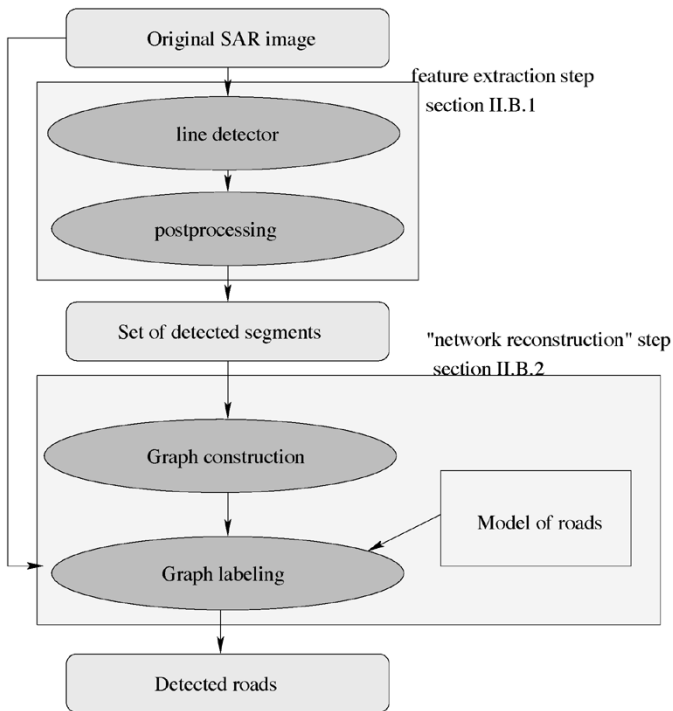 Original SAR image
feature extraction step
section II.B.1
line detector
postprocessing
Set of detected segments
"network reconstruction" step
section II.B.2
Graph construction
Model of roads
Graph labeling
Detected roads